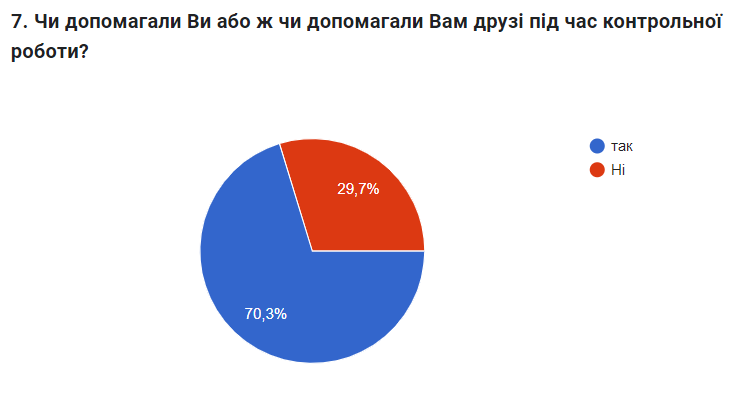 7. Чи допомагали Ви або ж чи допомагали Вам друзі під час контрольної
роботи?
так
Ні
29,7%
70,3%